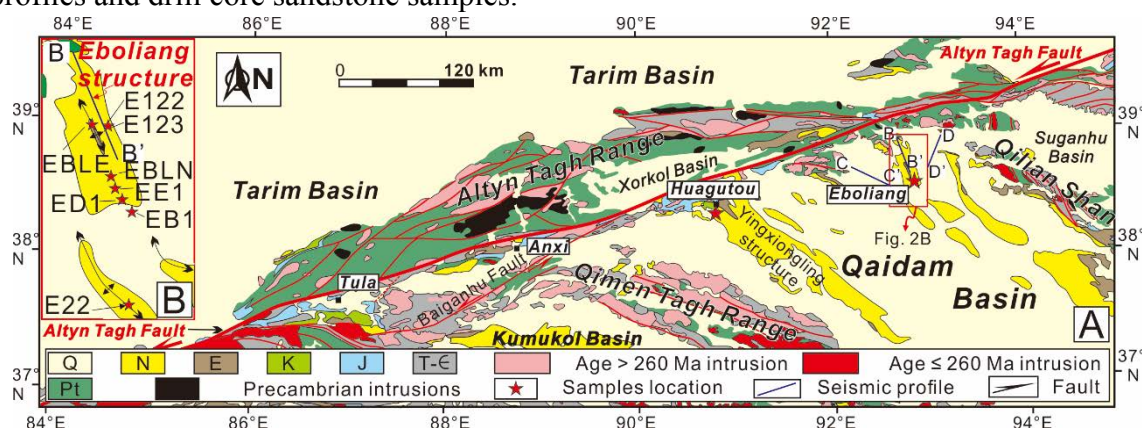 profiles and drill core sandstone samples.
84°E 86°E 88°E 90°E 92°E 94°E
B Eboliang
structure
E122
E123
B'
EBLE
EBLN
EE1
ED1
EB1
E22
B
N
0 120 km
Tarim Basin
Altyn Tagh Fault
39°
N
39°
N
Suganhu
Basin
Altyn Tagh Range
Xorkol Basin
Qilian Shan
Tarim Basin
Huagutou
B
D
C
B'
C'
D'
Eboliang
Fig. 2B
38°
N
38°
N
Anxi
Yingxiongling
structure
Qaidam
Basin
Tula
Baiganhu Fault
Qimen Tagh Range
Altyn Tagh Fault
Kumukol Basin
A
Q N E K J T-Є Age > 260 Ma intrusion Age ≤ 260 Ma intrusion
37°
N
37°
N
Pt Precambrian intrusions Samples location Seismic profile Fault
84°E 86°E 88°E 90°E 92°E 94°E